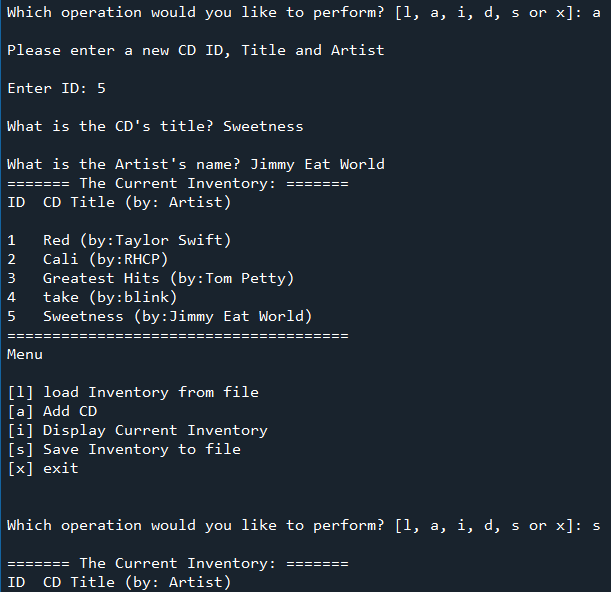 Which operation would you like to perform? [l, a, i, d, s or x]: a
Please enter a new CD ID, Title and Artist
Enter ID: 5
What is the CD's title? Sweetness
What is the Artist's name? Jimmy Eat World
======= The Current Inventory: =======
ID  CD Title (by: Artist)
1   Red (by:Taylor Swift)
2   Cali (by:RHCP)
3   Greatest Hits (by:Tom Petty)
4   take (by:blink)
5   Sweetness (by:Jimmy Eat World)
======================================
Menu
[l] load Inventory from file
[a] Add CD
[i] Display Current Inventory
[s] Save Inventory to file
[x] exit
Which operation would you like to perform? [l, a, i, d, s or x]: s
======= The Current Inventory: =======
ID  CD Title (by: Artist)